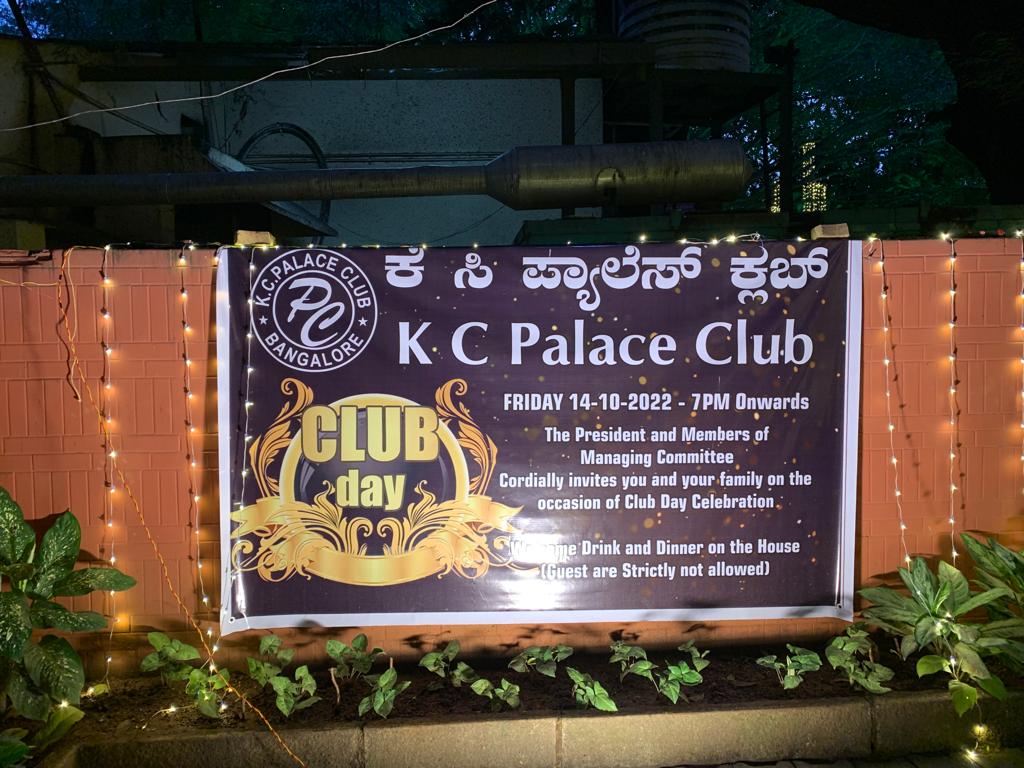 ಕೆ ಸಿ ಪ್ಯಾಲೆಸ್ ಕ್ಲಬ್
K.C.PALACE CLUB
PC
★ BANGALORE ★
K C Palace Club
CLUB
day
FRIDAY 14-10-2022 - 7PM Onwards
The President and Members of
Managing Committee
Cordially invites you and your family on the
occasion of Club Day Celebration
Welcome Drink and Dinner on the House
(Guest are Strictly not allowed)